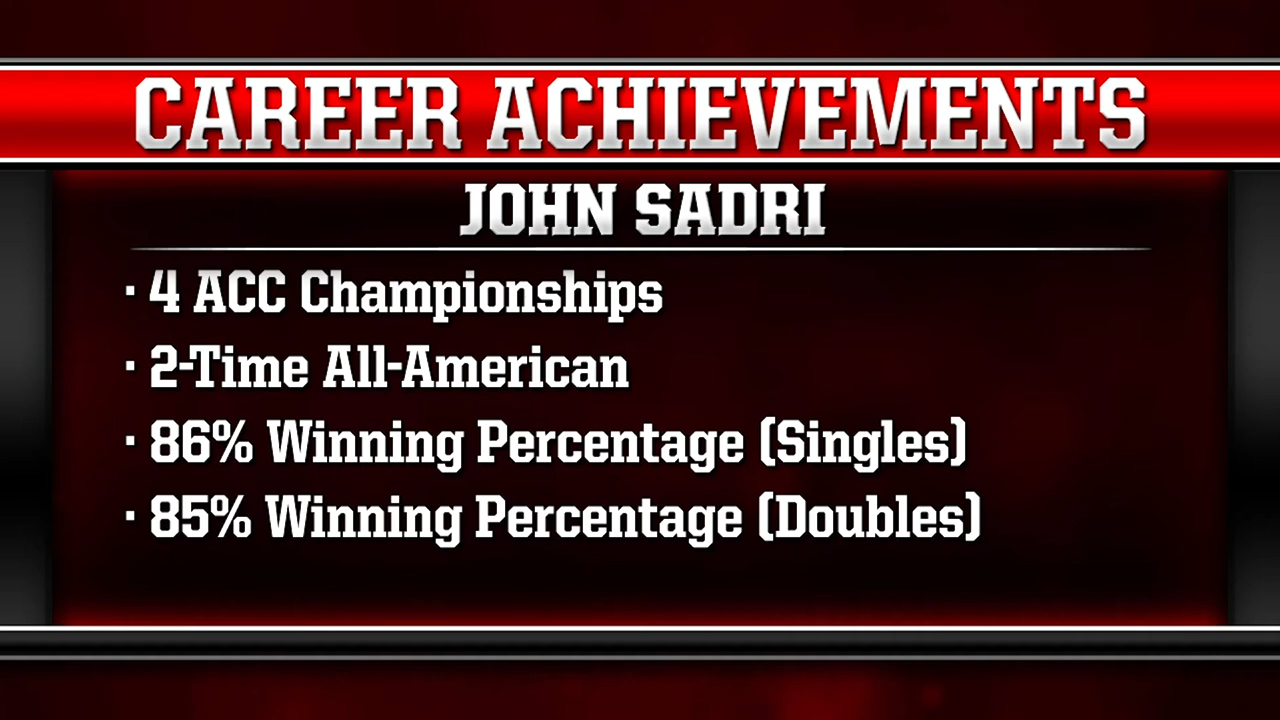 CAREER ACHIEVEMENTS
JOHN SADRI
· 4 ACC Championships
· 2-Time All-American
· 86% Winning Percentage (Singles)
· 85% Winning Percentage (Doubles)